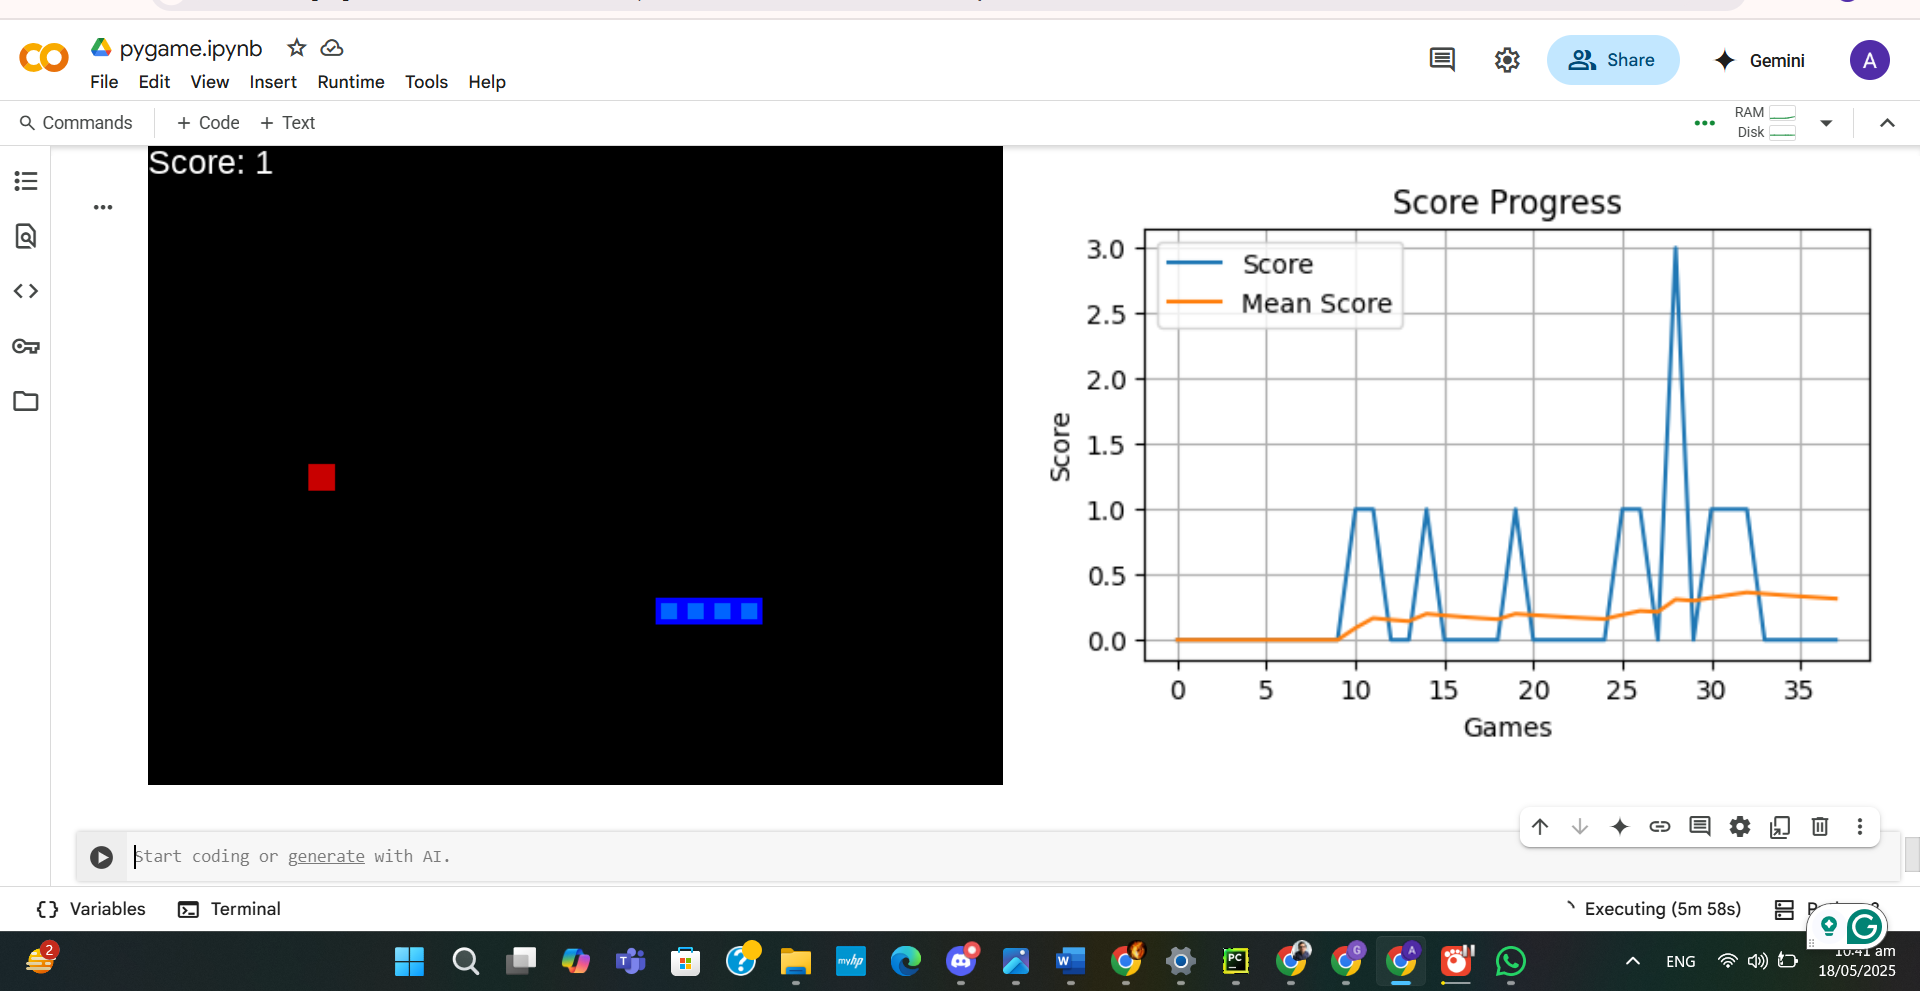 pygame.ipynb
Share
Gemini
A
File Edit View Insert Runtime Tools Help
Commands + Code + Text
RAM
Disk
Score: 1
Score Progress
Score
Mean Score
3.0
2.5
2.0
1.5
1.0
0.5
0.0
Score
0 5 10 15 20 25 30 35
Games
Start coding or generate with AI.
Variables Terminal
Executing (5m 58s)
2
myhp
W
PC
G
A
ENG
10:41 am
18/05/2025